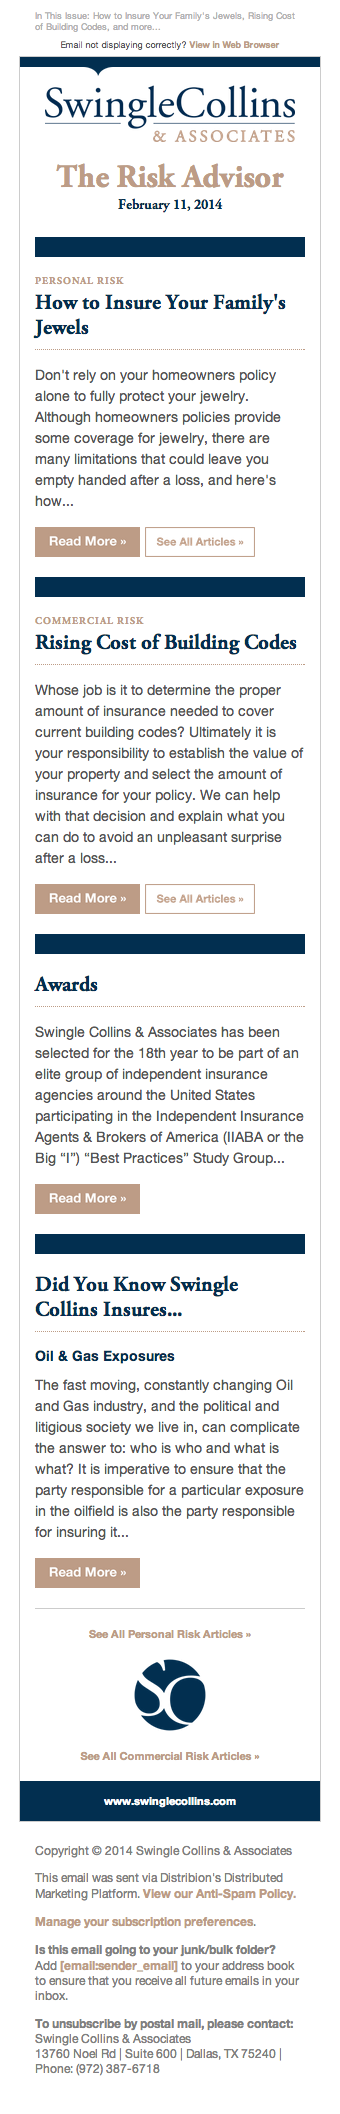 In This Issue: How to Insure Your Family's Jewels, Rising Cost
of Building Codes, and more...
Email not displaying correctly? View in Web Browser
SwingleCollins
& ASSOCIATES
The Risk Advisor
February 11, 2014
PERSONAL RISK
How to Insure Your Family's
Jewels
Don't rely on your homeowners policy
alone to fully protect your jewelry.
Although homeowners policies provide
some coverage for jewelry, there are
many limitations that could leave you
empty handed after a loss, and here's
how...
Read More » See All Articles »
COMMERCIAL RISK
Rising Cost of Building Codes
Whose job is it to determine the proper
amount of insurance needed to cover
current building codes? Ultimately it is
your responsibility to establish the value of
your property and select the amount of
insurance for your policy. We can help
with that decision and explain what you
can do to avoid an unpleasant surprise
after a loss...
Read More » See All Articles »
Awards
Swingle Collins & Associates has been
selected for the 18th year to be part of an
elite group of independent insurance
agencies around the United States
participating in the Independent Insurance
Agents & Brokers of America (IIABA or the
Big “I”) “Best Practices” Study Group...
Read More »
Did You Know Swingle
Collins Insures...
Oil & Gas Exposures
The fast moving, constantly changing Oil
and Gas industry, and the political and
litigious society we live in, can complicate
the answer to: who is who and what is
what? It is imperative to ensure that the
party responsible for a particular exposure
in the oilfield is also the party responsible
for insuring it...
Read More »
See All Personal Risk Articles »
SC
See All Commercial Risk Articles »
www.swinglecollins.com
Copyright © 2014 Swingle Collins & Associates
This email was sent via Distribion's Distributed
Marketing Platform. View our Anti-Spam Policy.
Manage your subscription preferences.
Is this email going to your junk/bulk folder?
Add [email:sender_email] to your address book
to ensure that you receive all future emails in your
inbox.
To unsubscribe by postal mail, please contact:
Swingle Collins & Associates
13760 Noel Rd | Suite 600 | Dallas, TX 75240 |
Phone: (972) 387-6718